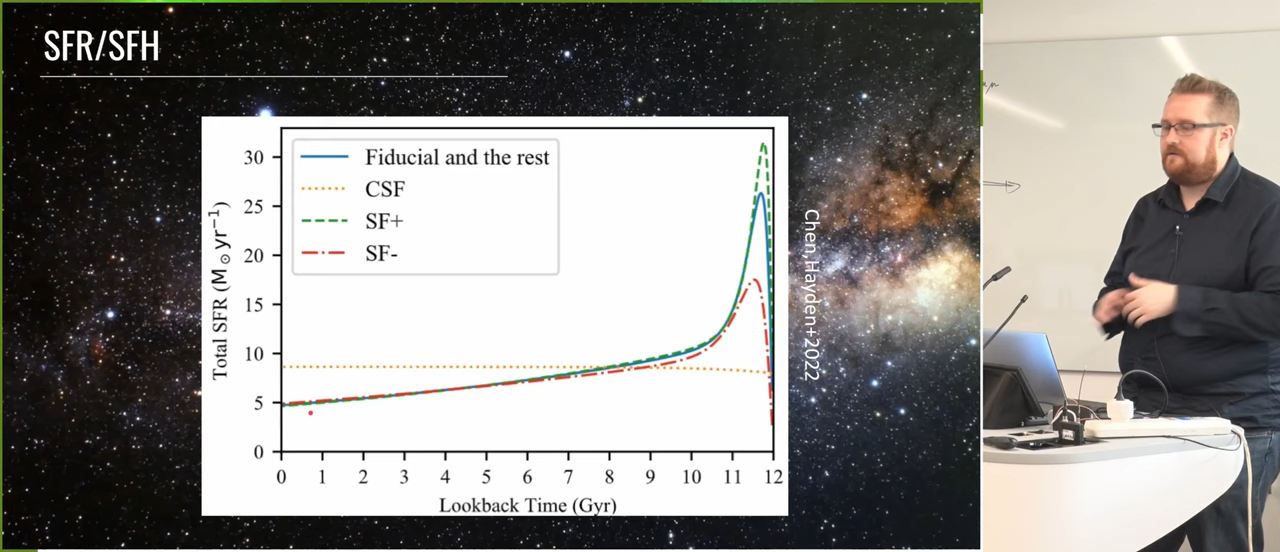 SFR/SFH
30
25
20
15
10
5
0
Total SFR (M⊙yr⁻¹)
Fiducial and the rest
CSF
SF+
SF-
0 1 2 3 4 5 6 7 8 9 10 11 12
Lookback Time (Gyr)
Chen,Hayden+2022